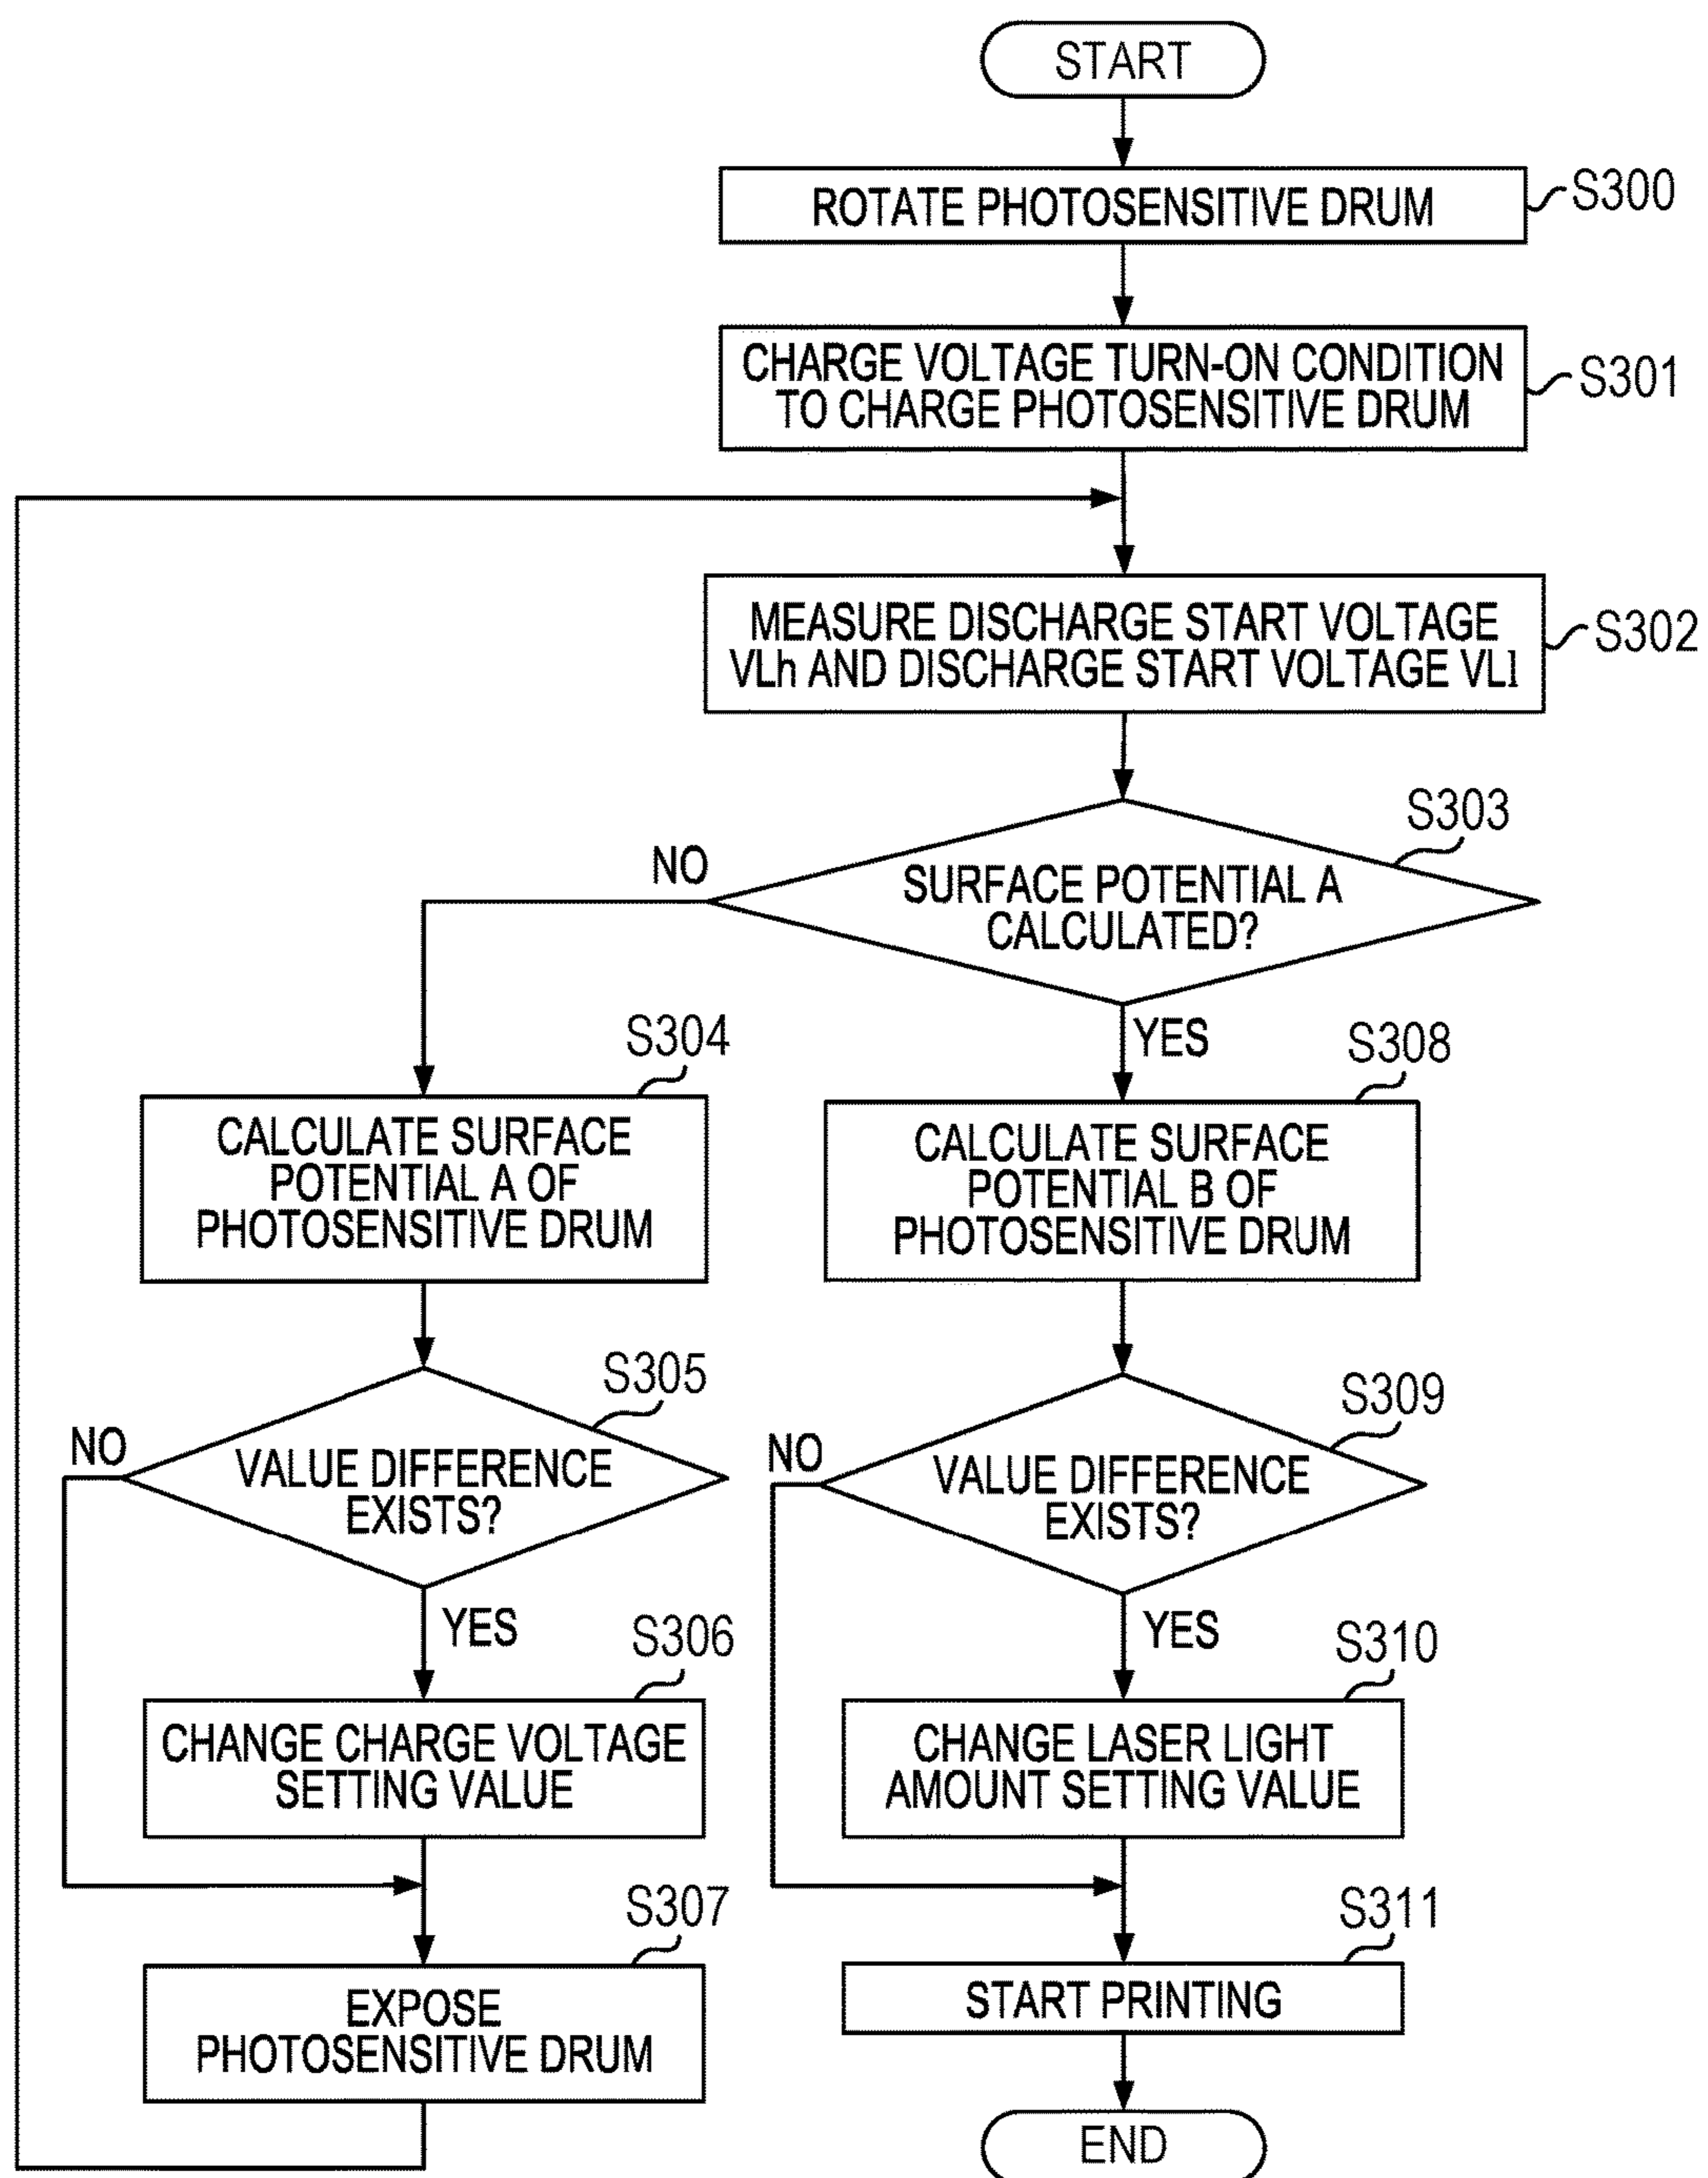 START
ROTATE PHOTOSENSITIVE DRUM
S300
CHARGE VOLTAGE TURN-ON CONDITION
TO CHARGE PHOTOSENSITIVE DRUM
S301
MEASURE DISCHARGE START VOLTAGE
VLh AND DISCHARGE START VOLTAGE VLl
S302
S303
NO
SURFACE POTENTIAL A
CALCULATED?
YES
S304
CALCULATE SURFACE
POTENTIAL A OF
PHOTOSENSITIVE DRUM
S305
NO
VALUE DIFFERENCE
EXISTS?
YES
S306
CHANGE CHARGE VOLTAGE
SETTING VALUE
S307
EXPOSE
PHOTOSENSITIVE DRUM
S308
CALCULATE SURFACE
POTENTIAL B OF
PHOTOSENSITIVE DRUM
S309
NO
VALUE DIFFERENCE
EXISTS?
YES
S310
CHANGE LASER LIGHT
AMOUNT SETTING VALUE
S311
START PRINTING
END